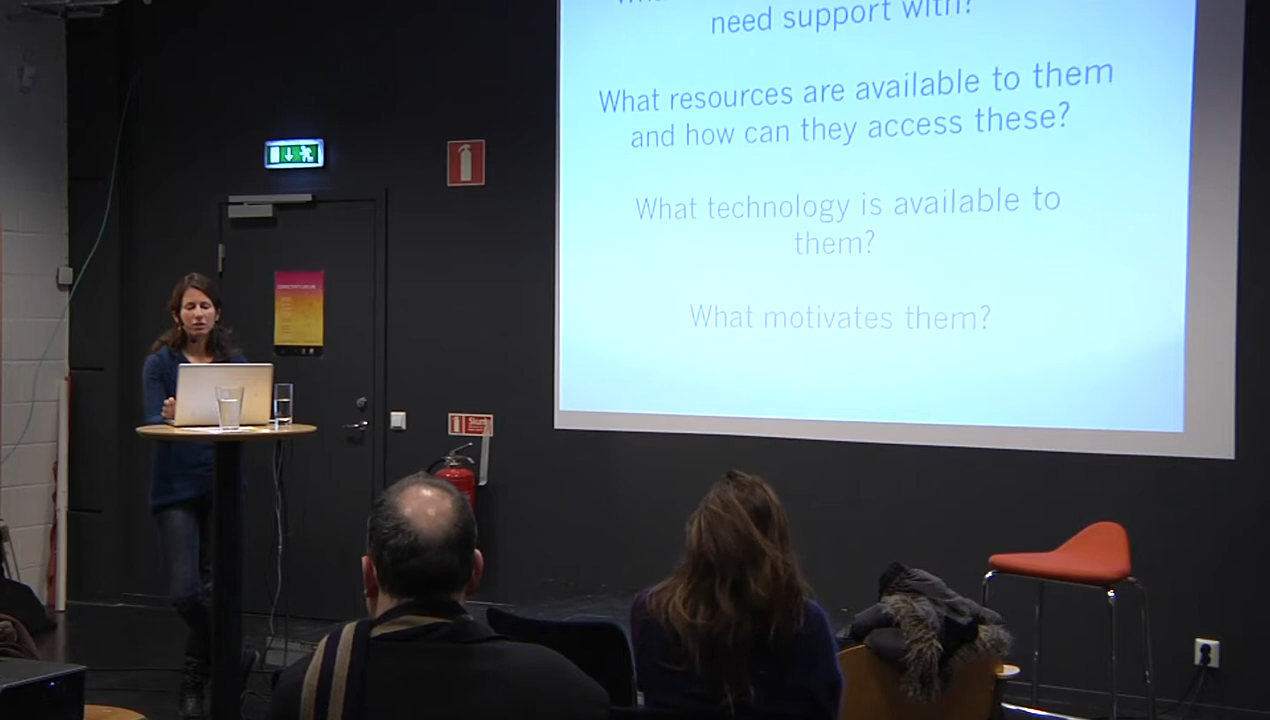 need support with?
What resources are available to them
and how can they access these?
What technology is available to
them?
What motivates them?